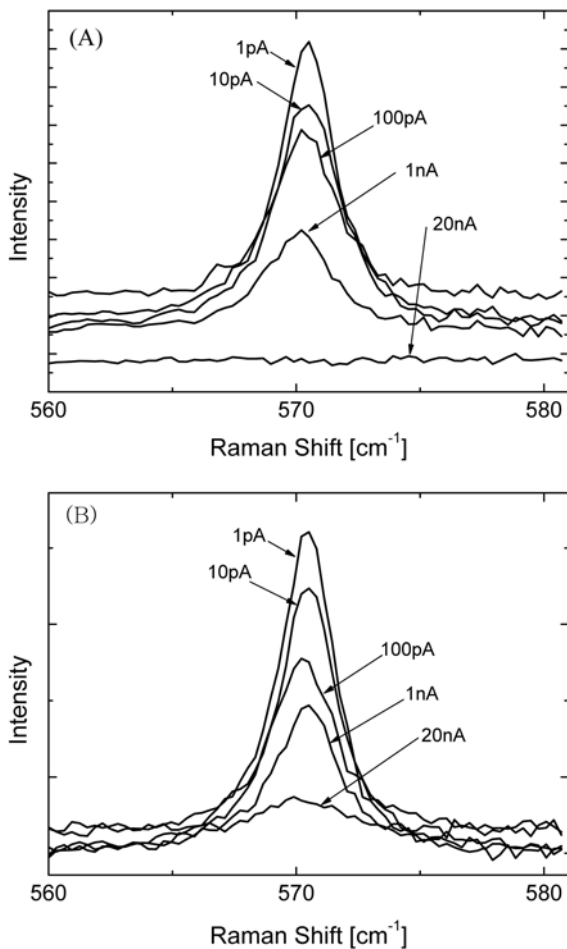 (A)
1pA
10pA
100pA
1nA
20nA
Intensity
560
570
580
Raman Shift [cm-1]
(B)
1pA
10pA
100pA
1nA
20nA
Intensity
560
570
580
Raman Shift [cm-1]